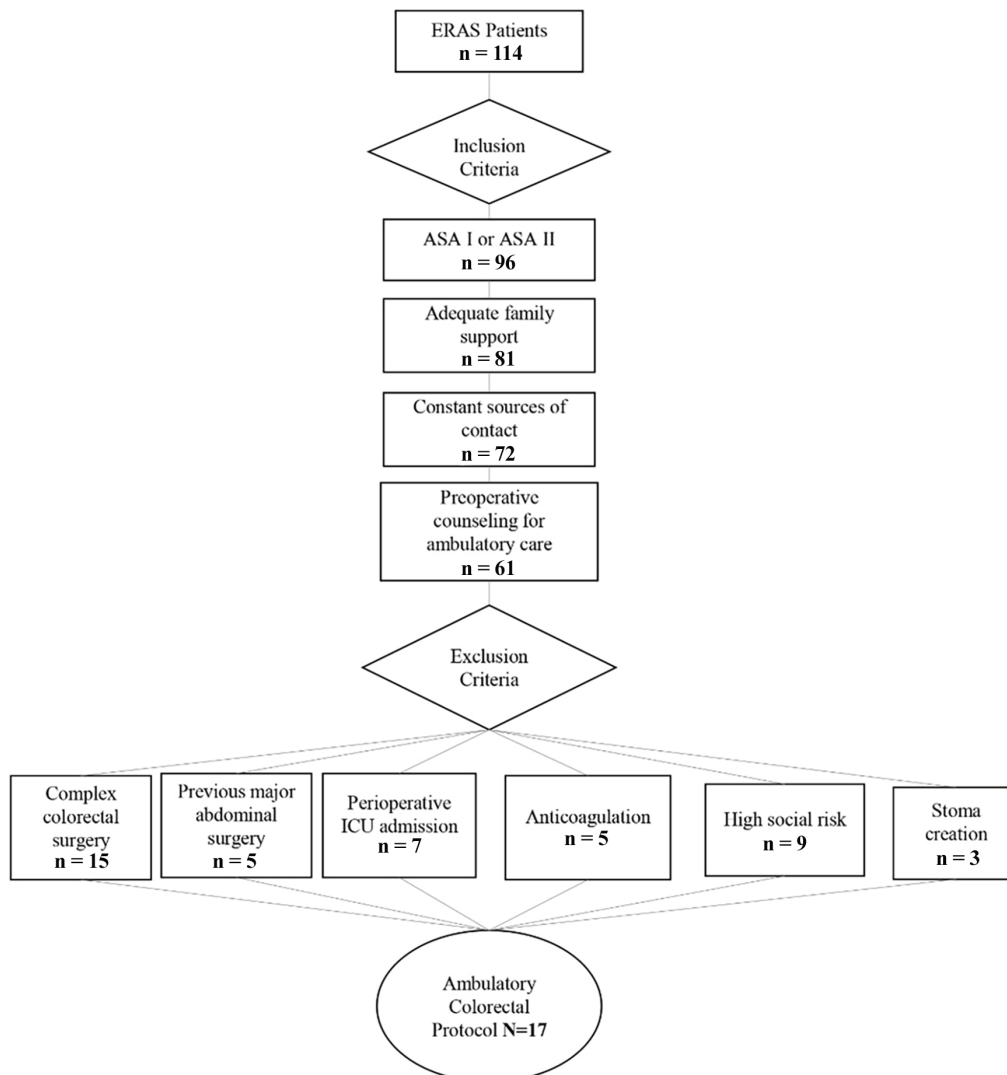 ERAS Patients
n = 114
Inclusion
Criteria
ASA I or ASA II
n = 96
Adequate family
support
n = 81
Constant sources of
contact
n = 72
Preoperative
counseling for
ambulatory care
n = 61
Exclusion
Criteria
Complex
colorectal
surgery
n = 15
Previous major
abdominal
surgery
n = 5
Perioperative
ICU admission
n = 7
Anticoagulation
n = 5
High social risk
n = 9
Stoma
creation
n = 3
Ambulatory
Colorectal
Protocol N=17